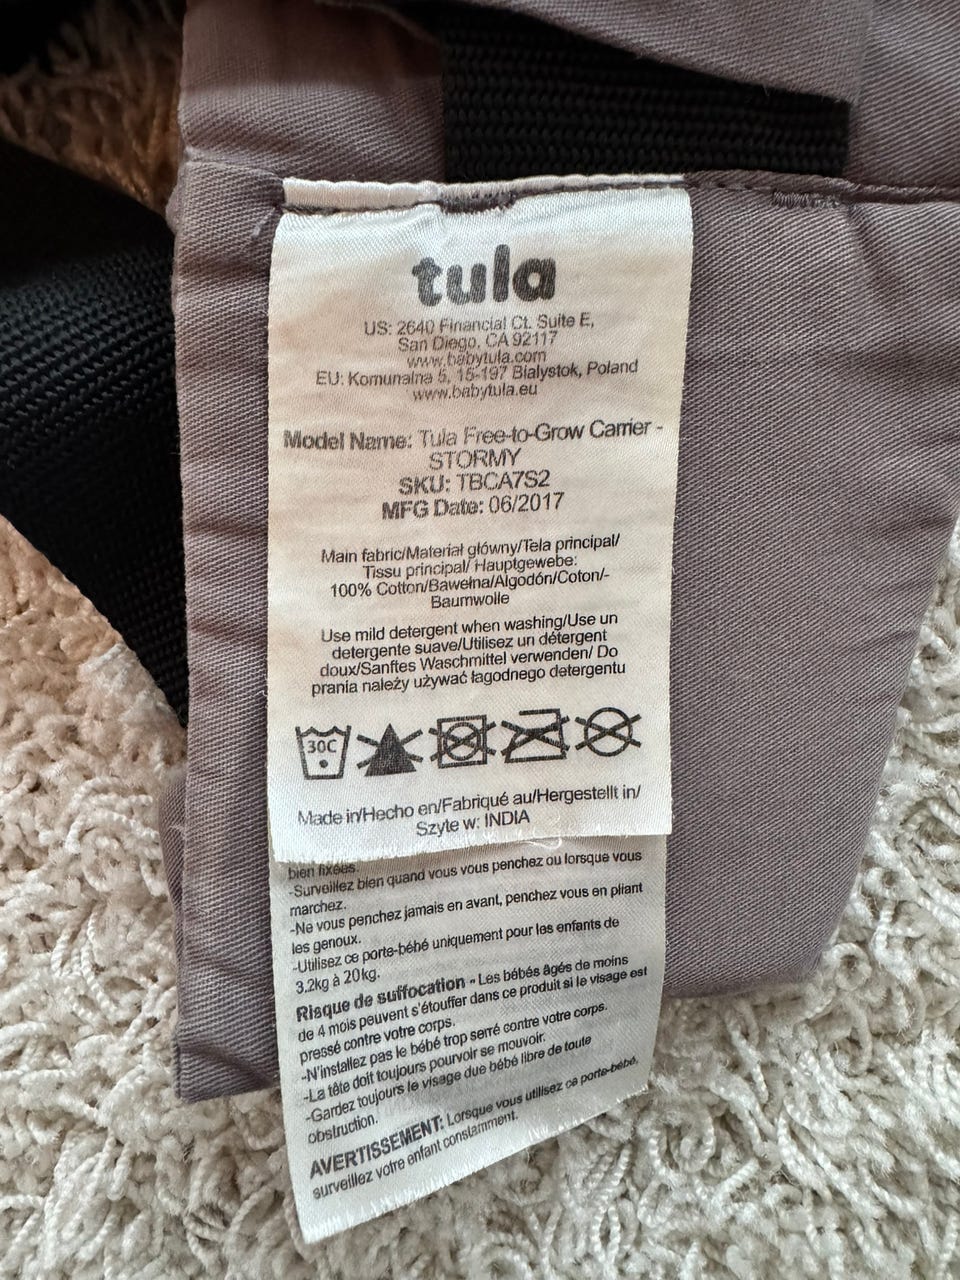 tula
US: 2640 Financial Ct. Suite E,
San Diego, CA 92117
www.babytula.com
EU: Komunalna 5, 15-197 Bialystok, Poland
www.babytula.eu
Model Name: Tula Free-to-Grow Carrier -
STORMY
SKU: TBCA7S2
MFG Date: 06/2017
Main fabric/Materiał główny/Tela principal/
Tissu principal/ Hauptgewebe:
100% Cotton/Bawełna/Algodón/Coton/-
Baumwolle
Use mild detergent when washing/Use un
detergente suave/Utilisez un détergent
doux/Sanftes Waschmittel verwenden/ Do
prania należy używać łagodnego detergentu
30C
Made in/Hecho en/Fabriqué au/Hergestellt in/
Szyte w: INDIA
bien fixées.
-Surveillez bien quand vous vous penchez ou lorsque vous
marchez.
-Ne vous penchez jamais en avant, penchez vous en pliant
les genoux.
-Utilisez ce porte-bébé uniquement pour les enfants de
3.2kg à 20kg.
Risque de suffocation - Les bébés âgés de moins
de 4 mois peuvent s'étouffer dans ce produit si le visage est
pressé contre votre corps.
-N'installez pas le bébé trop serré contre votre corps.
-La tête doit toujours pourvoir se mouvoir.
-Gardez toujours le visage due bébé libre de toute
obstruction.
AVERTISSEMENT: Lorsque vous utilisez ce porte-bébé,
surveillez votre enfant constamment.